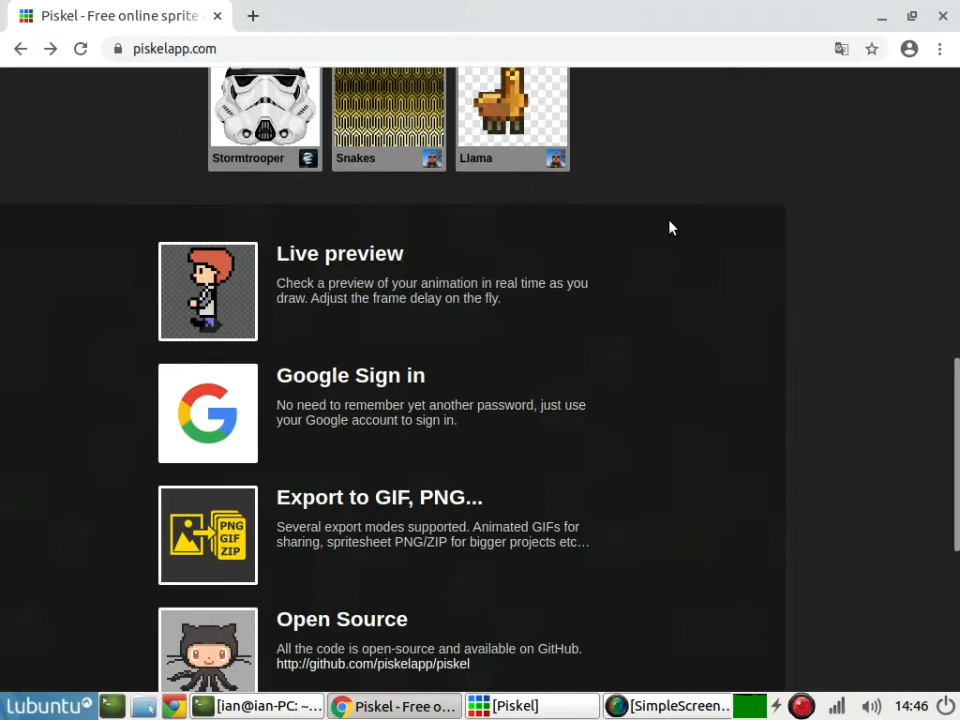 Piskel - Free online sprite
piskelapp.com
Stormtrooper
Snakes
Llama
Live preview
Check a preview of your animation in real time as you
draw. Adjust the frame delay on the fly.
Google Sign in
No need to remember yet another password, just use
your Google account to sign in.
PNG
GIF
ZIP
Export to GIF, PNG...
Several export modes supported. Animated GIFs for
sharing, spritesheet PNG/ZIP for bigger projects etc...
Open Source
All the code is open-source and available on GitHub.
http://github.com/piskelapp/piskel
lubuntu [ian@ian-PC: ~... Piskel - Free o... [Piskel] [SimpleScreen... 14:46